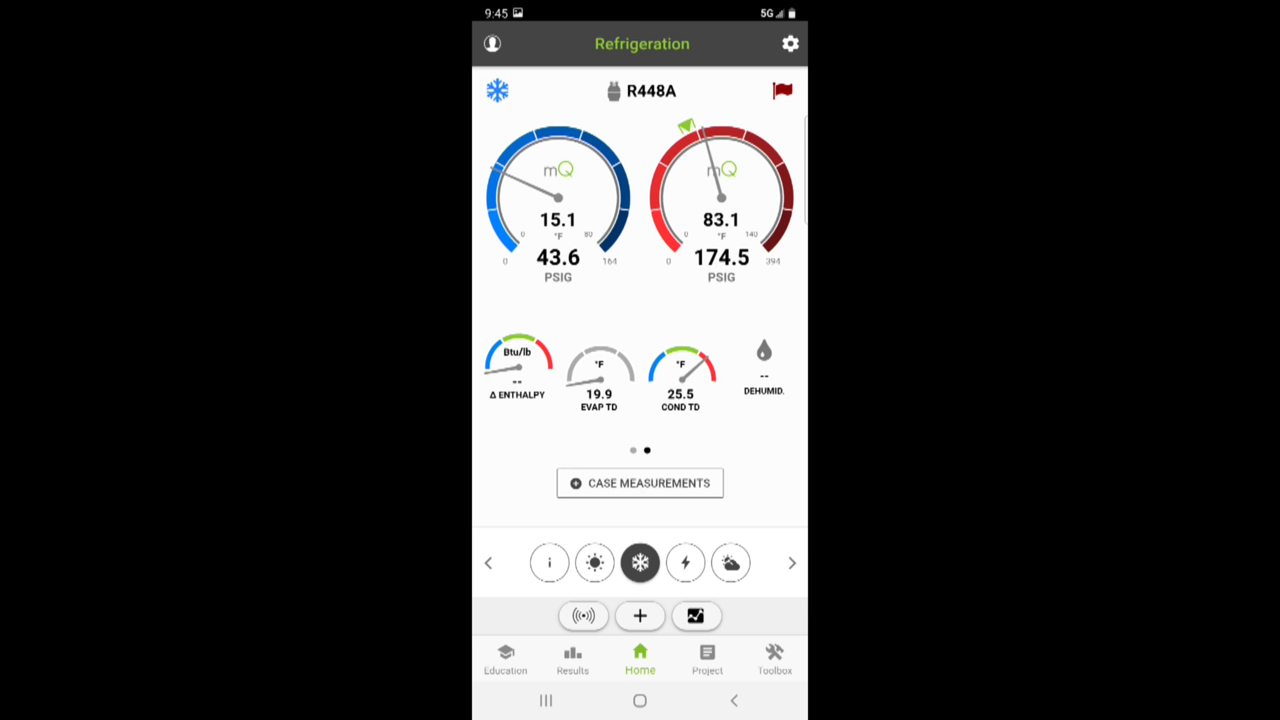 9:45 5G
Refrigeration
R448A
mQ mQ
15.1 83.1
0 °F 80 0 °F 140
0 43.6 164 0 174.5 394
PSIG PSIG
Btu/lb °F °F
-- 19.9 25.5 --
Δ ENTHALPY EVAP TD COND TD DEHUMID.
CASE MEASUREMENTS
< i >
Education Results Home Project Toolbox